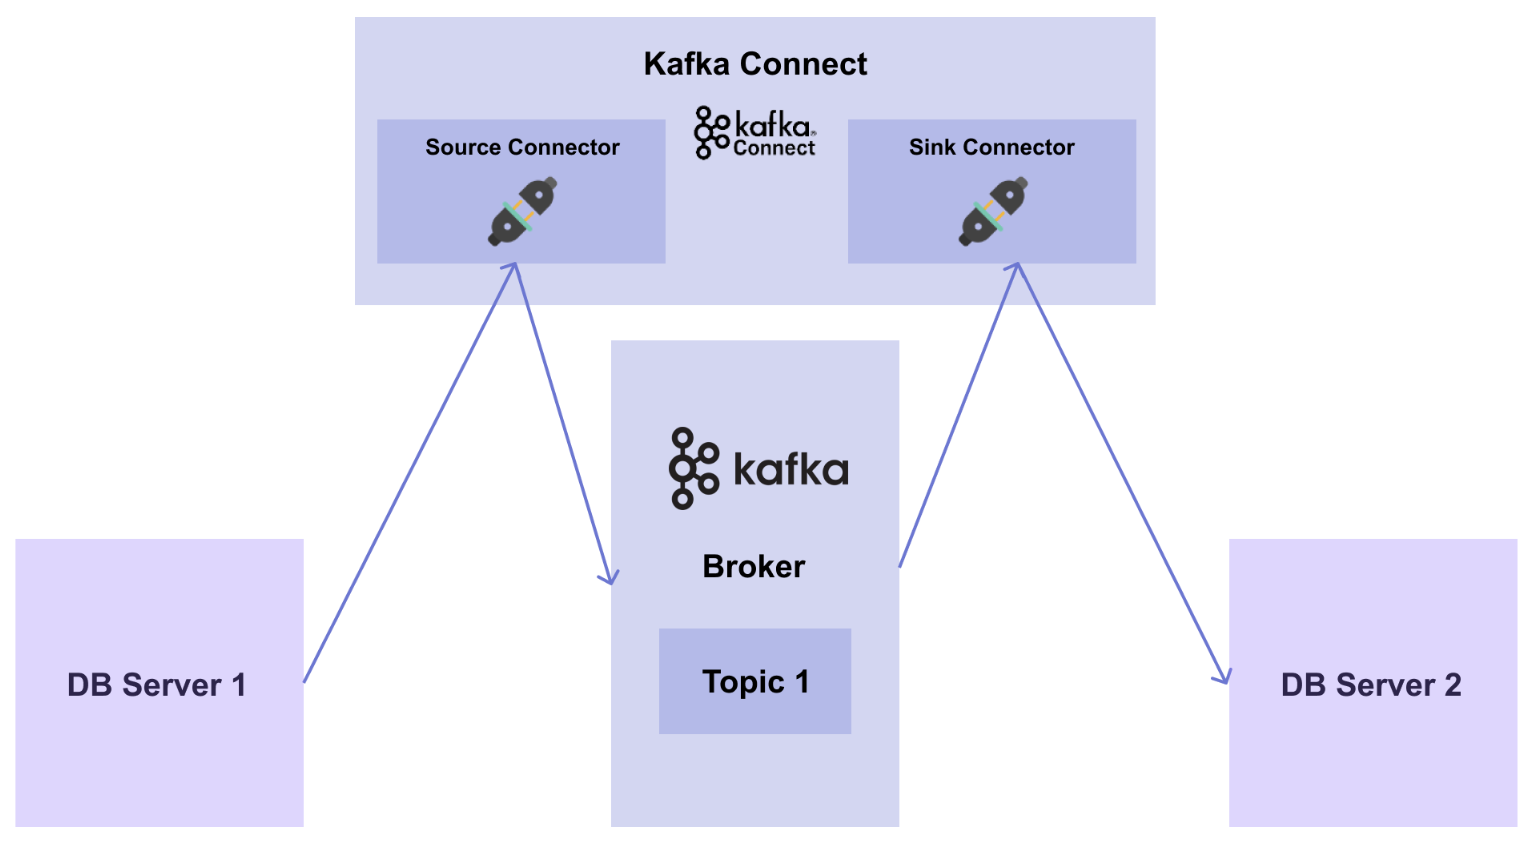 Kafka Connect
Source Connector
kafka®
Connect
Sink Connector
kafka
Broker
Topic 1
DB Server 1
DB Server 2